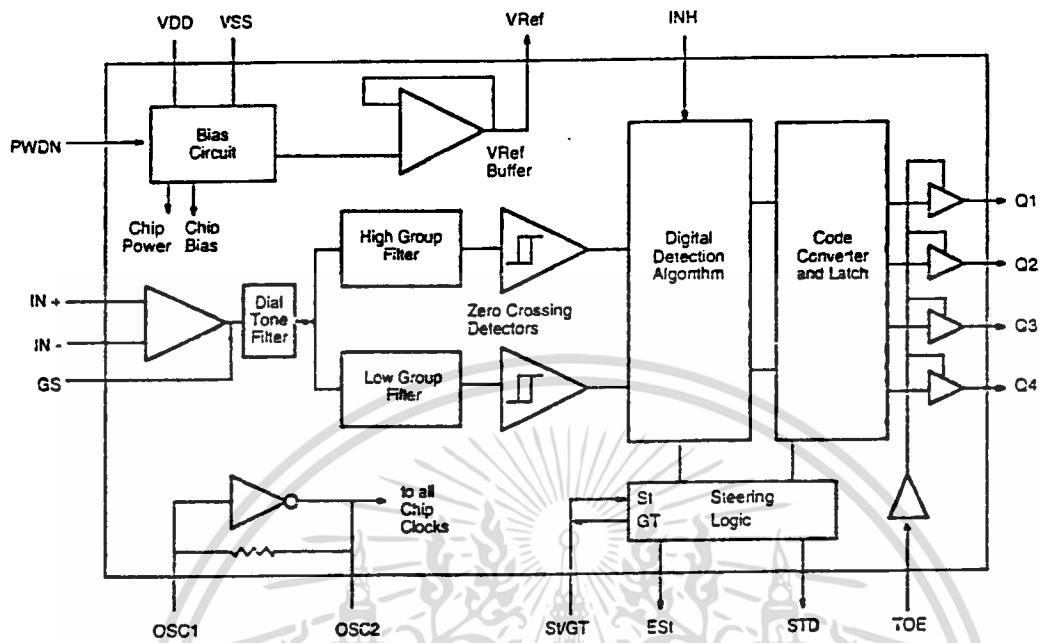 VDD
VSS
VRef
INH
PWDN
Bias
Circuit
VRef
Buffer
Chip
Power
Chip
Bias
High Group
Filter
Digital
Detection
Algorithm
Code
Converter
and Latch
Q1
Q2
C3
Q4
IN +
IN -
GS
Dial
Tone
Filter
Zero Crossing
Detectors
Low Group
Filter
to all
Chip
Clocks
St
GT
Steering
Logic
OSC1
OSC2
St/GT
ESt
STD
TOE